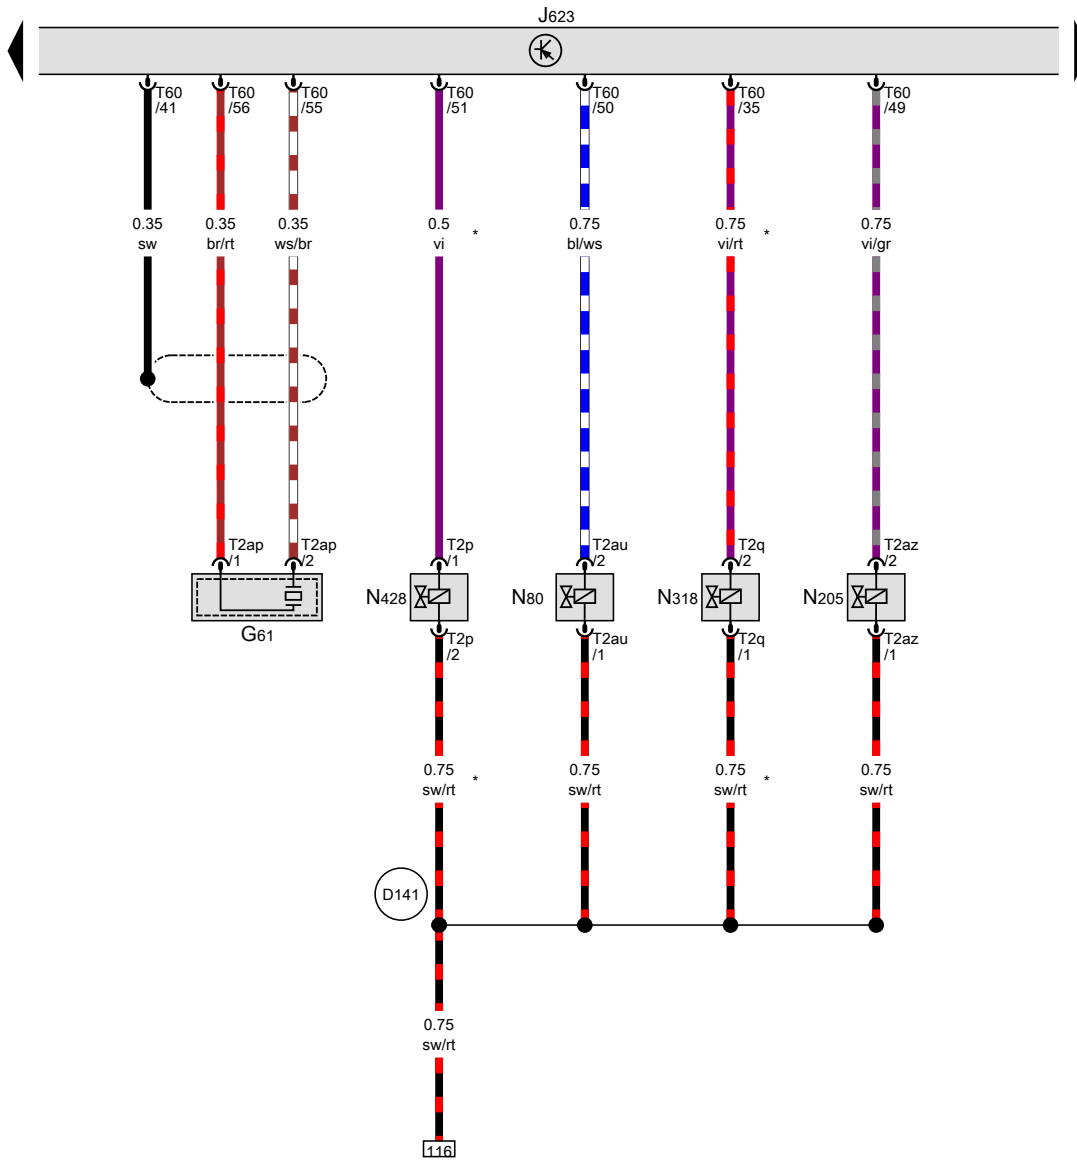 J623
T60 T60 T60 T60 T60 T60 T60
/41 /56 /55 /51 /50 /35 /49
0.35 0.35 0.35 0.5 * 0.75 0.75 * 0.75
sw br/rt ws/br vi bl/ws vi/rt vi/gr
T2ap T2ap T2p T2au T2q T2az
/1 /2 /1 /2 /2 /2
N428 N80 N318 N205
G61
T2p T2au T2q T2az
/2 /1 /1 /1
0.75 * 0.75 0.75 * 0.75
sw/rt sw/rt sw/rt sw/rt
D141
0.75
sw/rt
116